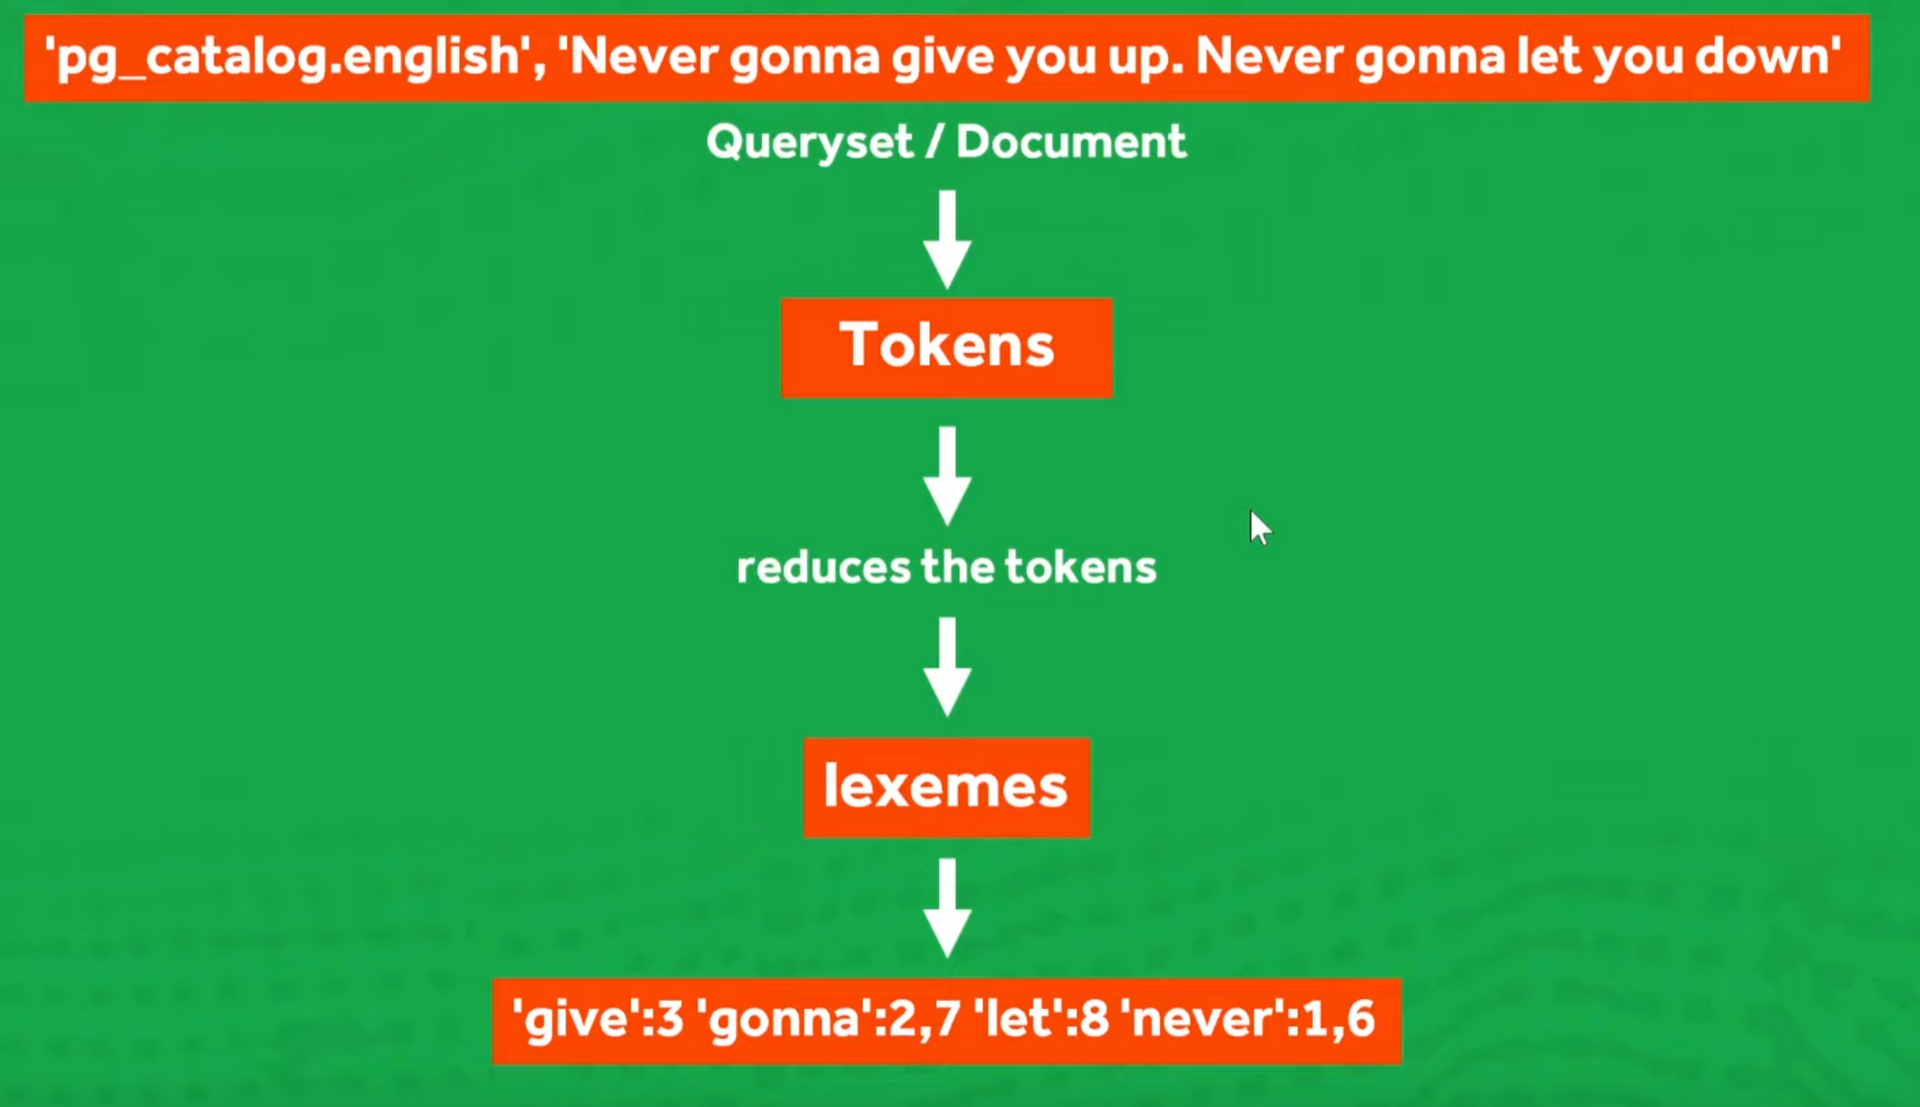 'pg_catalog.english', 'Never gonna give you up. Never gonna let you down'
Queryset / Document
Tokens
reduces the tokens
lexemes
'give':3 'gonna':2,7 'let':8 'never':1,6